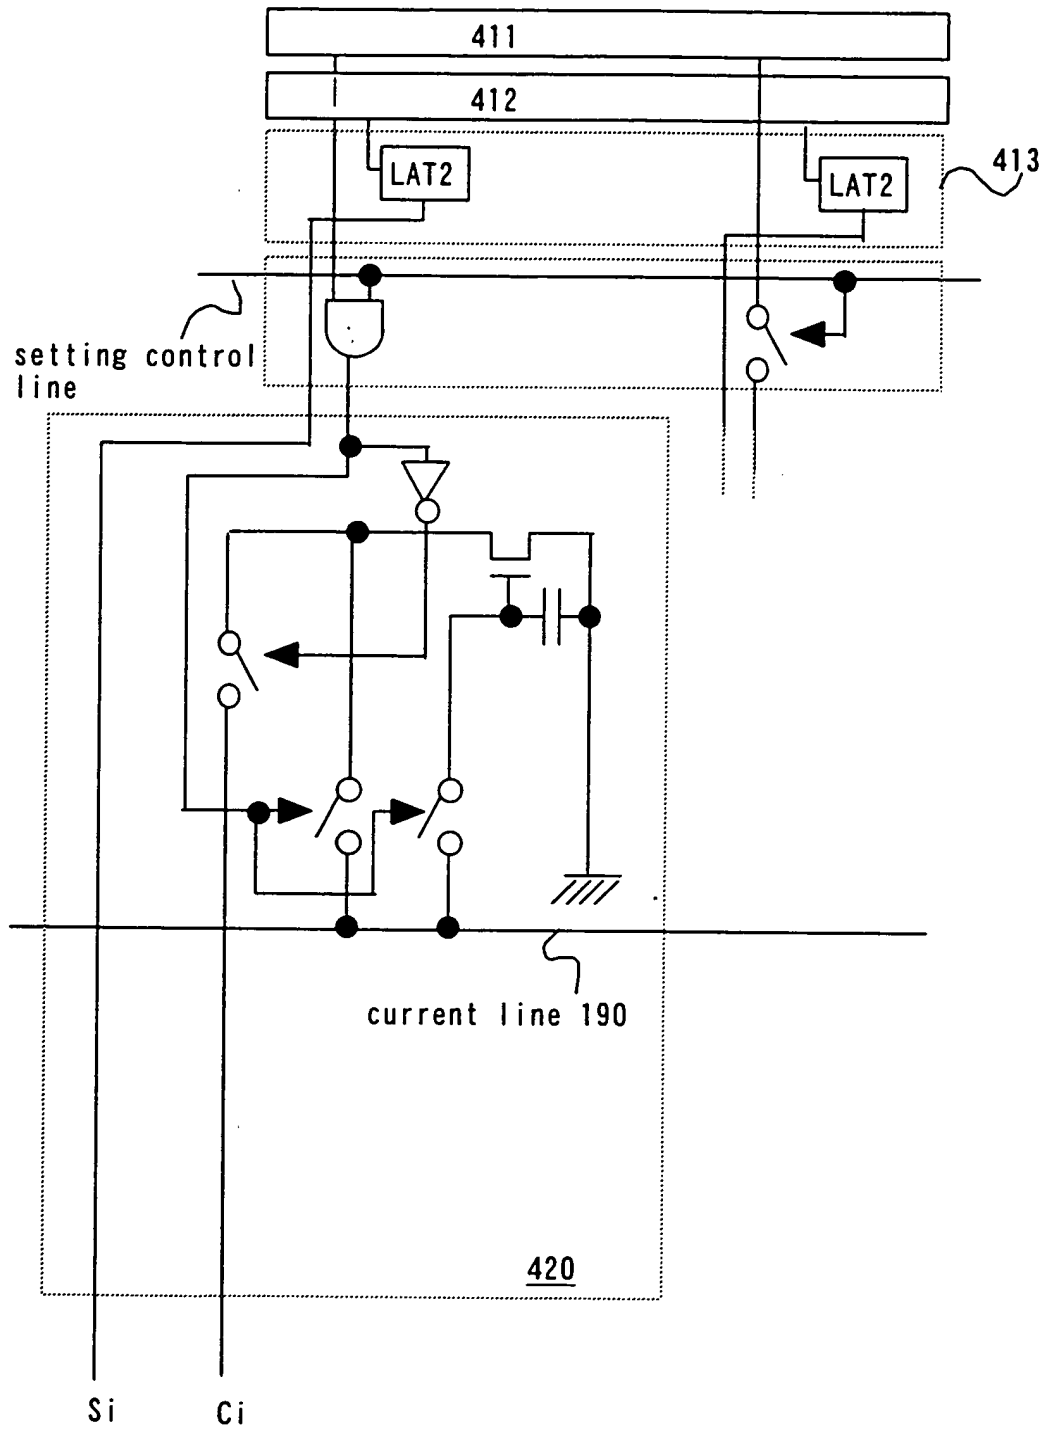 411
412
413
LAT2
LAT2
setting control
line
current line 190
420
Si
Ci